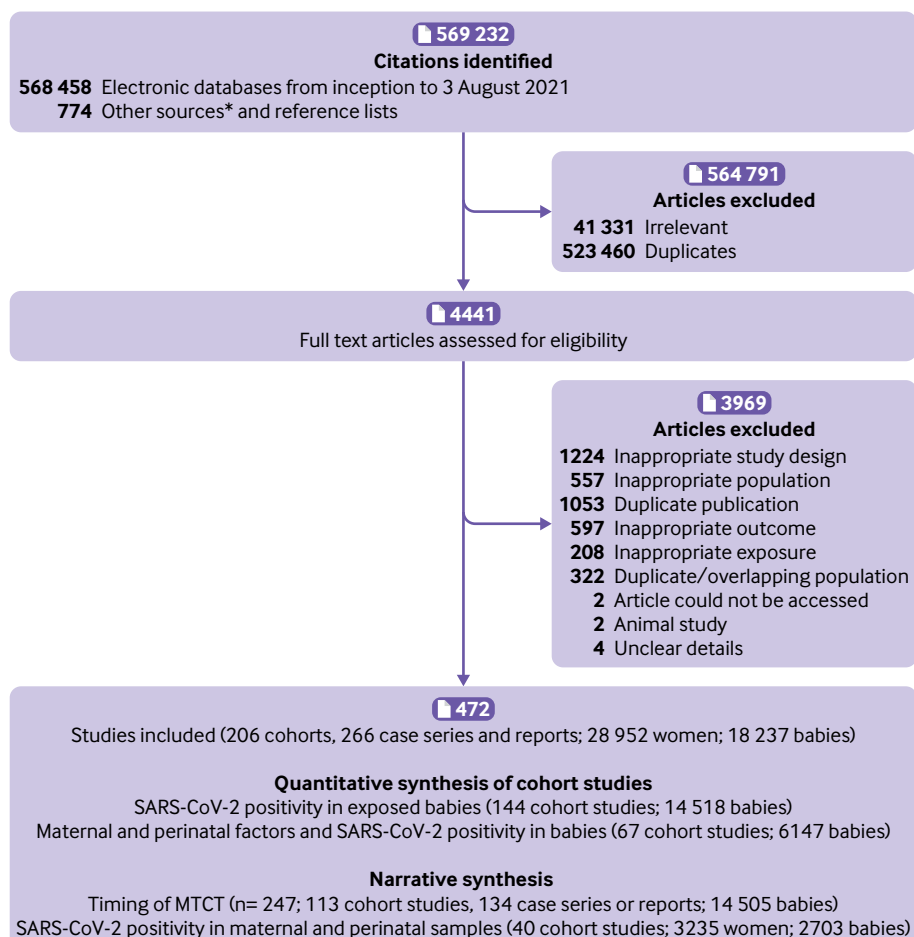 569 232
Citations identified
568 458 Electronic databases from inception to 3 August 2021
774 Other sources* and reference lists
564 791
Articles excluded
41 331 Irrelevant
523 460 Duplicates
4441
Full text articles assessed for eligibility
3969
Articles excluded
1224 Inappropriate study design
557 Inappropriate population
1053 Duplicate publication
597 Inappropriate outcome
208 Inappropriate exposure
322 Duplicate/overlapping population
2 Article could not be accessed
2 Animal study
4 Unclear details
472
Studies included (206 cohorts, 266 case series and reports; 28 952 women; 18 237 babies)
Quantitative synthesis of cohort studies
SARS-CoV-2 positivity in exposed babies (144 cohort studies; 14 518 babies)
Maternal and perinatal factors and SARS-CoV-2 positivity in babies (67 cohort studies; 6147 babies)
Narrative synthesis
Timing of MTCT (n= 247; 113 cohort studies, 134 case series or reports; 14 505 babies)
SARS-CoV-2 positivity in maternal and perinatal samples (40 cohort studies; 3235 women; 2703 babies)